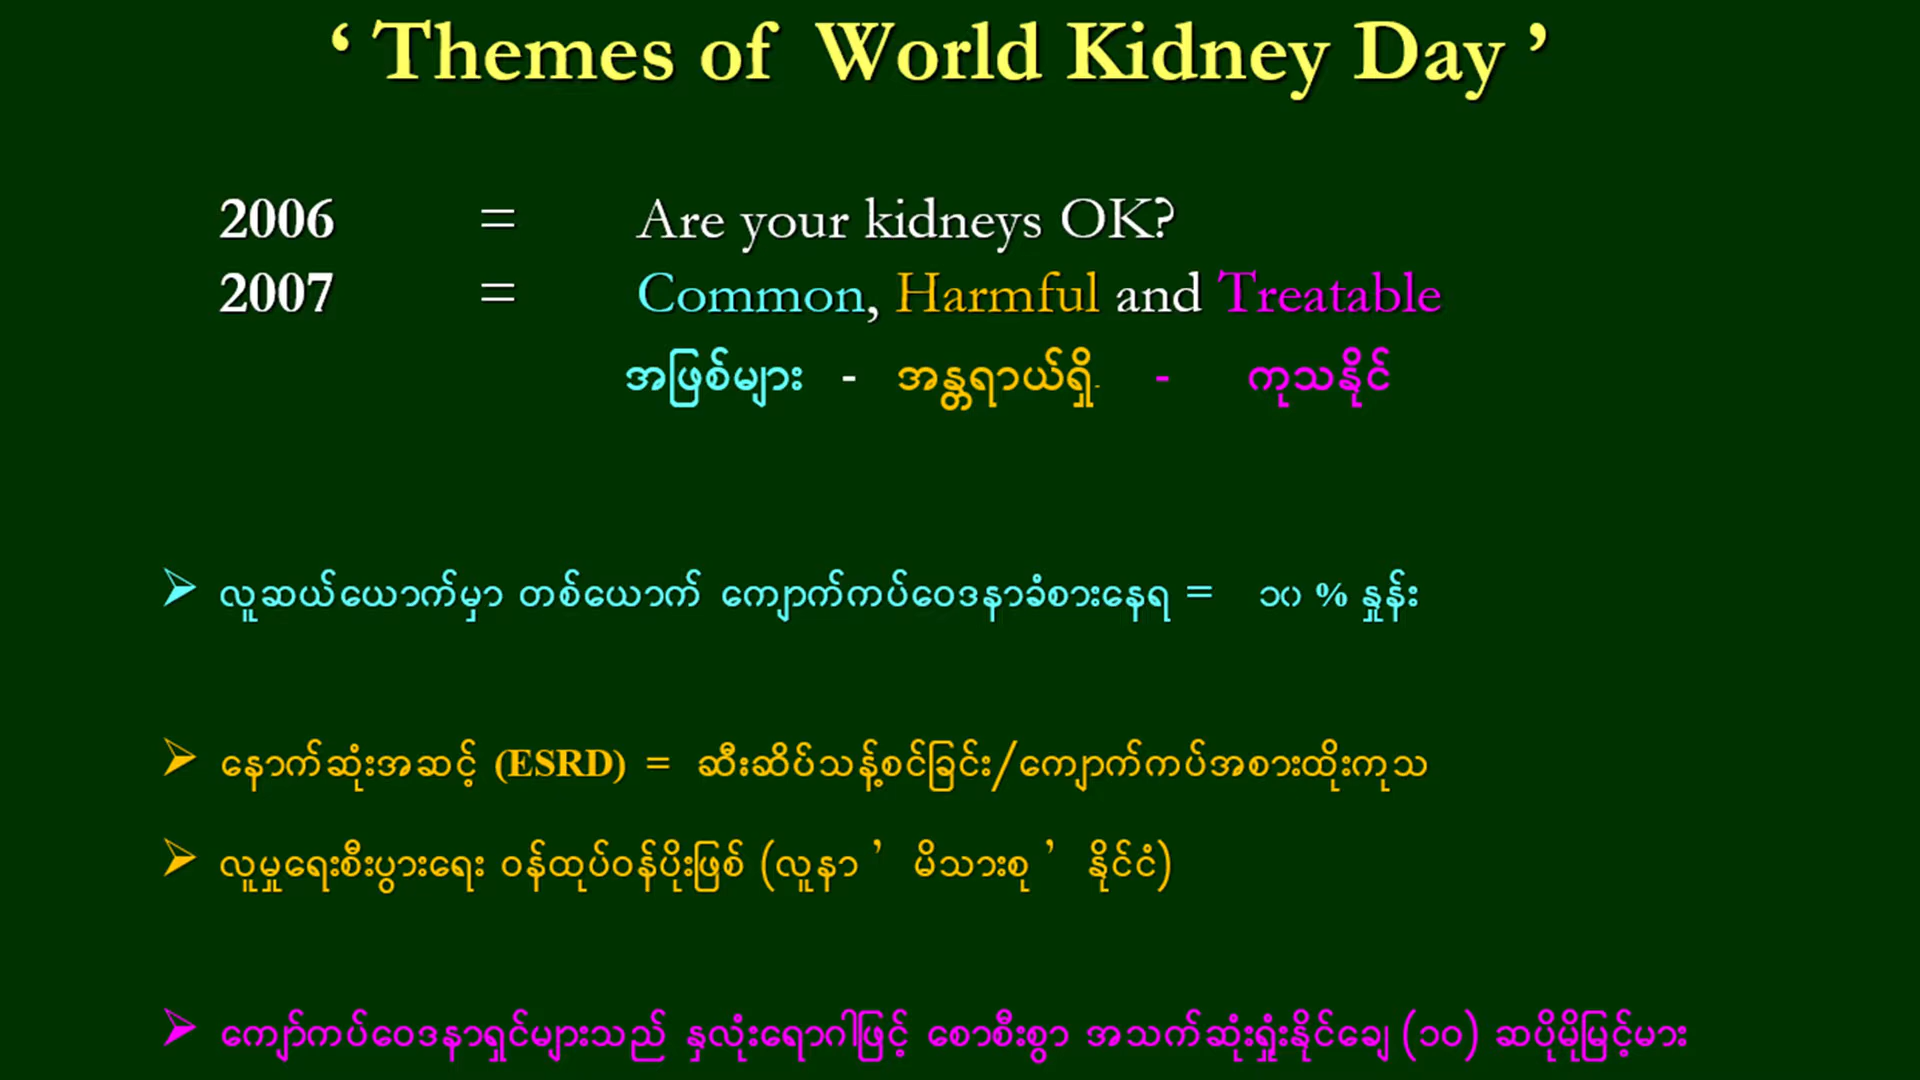 ‘ Themes of World Kidney Day ’
2006 = Are your kidneys OK?
2007 = Common, Harmful and Treatable
အဖြစ်များ - အန္တရာယ်ရှိ- - ကုသနိုင်
➢ လူဆယ်ယောက်မှာ တစ်ယောက် ကျောက်ကပ်ဝေဒနာခံစားနေရ = ၁၀ % နှုန်း
➢ နောက်ဆုံးအဆင့် (ESRD) = ဆီးဆိပ်သန့်စင်ခြင်း/ကျောက်ကပ်အစားထိုးကုသ
➢ လူမှုရေးစီးပွားရေး ဝန်ထုပ်ဝန်ပိုးဖြစ် (လူနာ ’ မိသားစု ’ နိုင်ငံ)
➢ ကျော်ကပ်ဝေဒနာရှင်များသည် နှလုံးရောဂါဖြင့် စောစီးစွာ အသက်ဆုံးရှုံးနိုင်ချေ (၁၀) ဆပိုမိုမြင့်မား